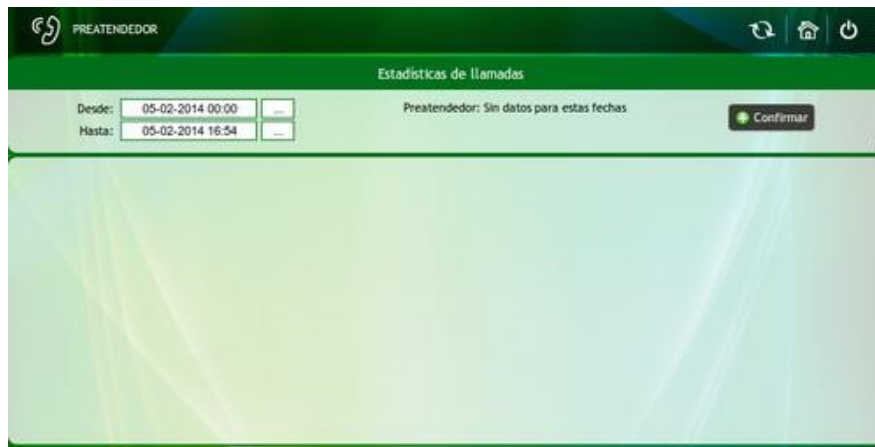 PREATENDEDOR
Estadísticas de llamadas
Desde: 05-02-2014 00:00 ... Preatendedor: Sin datos para estas fechas
Confirmar
Hasta: 05-02-2014 16:54 ...